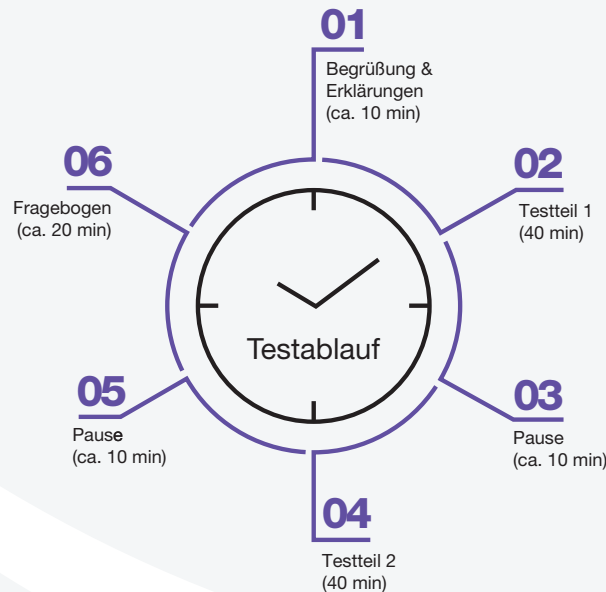 01
Begrüßung &
Erklärungen
(ca. 10 min)
02
Testteil 1
(40 min)
03
Pause
(ca. 10 min)
04
Testteil 2
(40 min)
05
Pause
(ca. 10 min)
06
Fragebogen
(ca. 20 min)
Testablauf